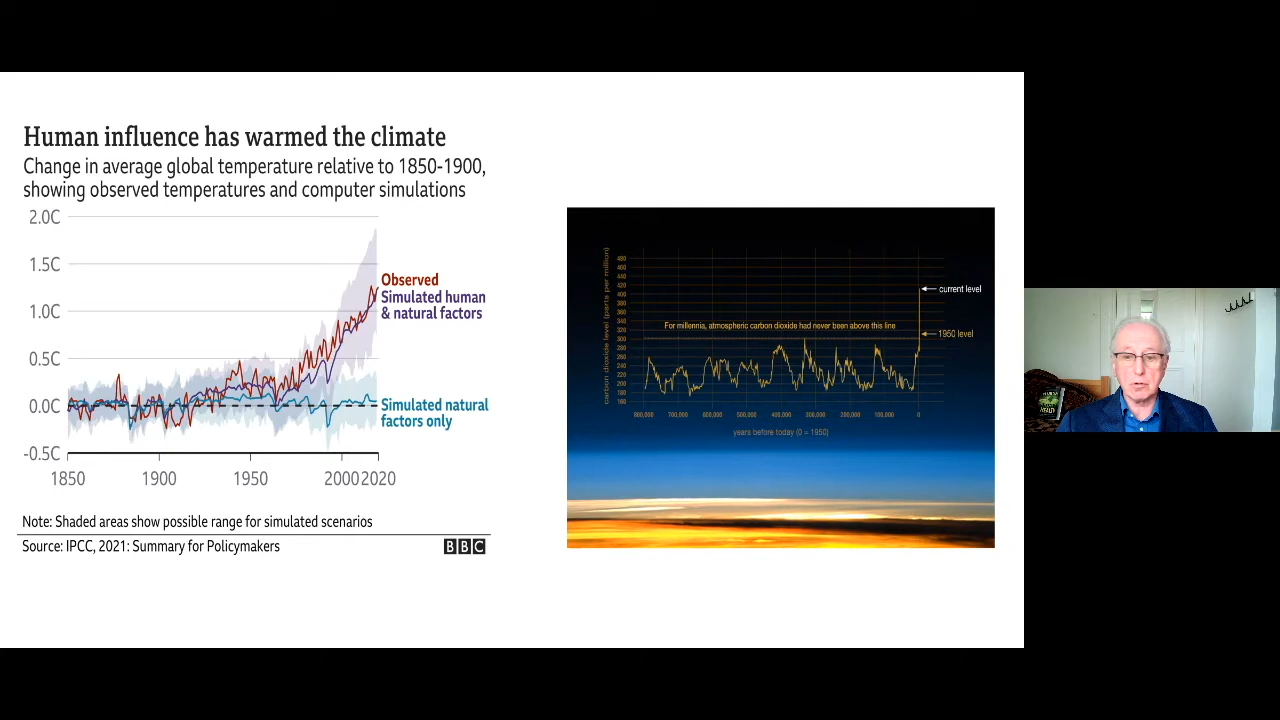 Human influence has warmed the climate
Change in average global temperature relative to 1850-1900,
showing observed temperatures and computer simulations
2.0C
1.5C
1.0C
0.5C
0.0C
-0.5C
Observed
Simulated human
& natural factors
Simulated natural
factors only
1850 1900 1950 2000 2020
Note: Shaded areas show possible range for simulated scenarios
Source: IPCC, 2021: Summary for Policymakers
BBC
carbon dioxide level (parts per million)
480
460
440
420
400
380
360
340
320
300
280
260
240
220
200
180
160
For millennia, atmospheric carbon dioxide had never been above this line
current level
1950 level
800,000 700,000 600,000 500,000 400,000 300,000 200,000 100,000 0
years before today (0 = 1950)